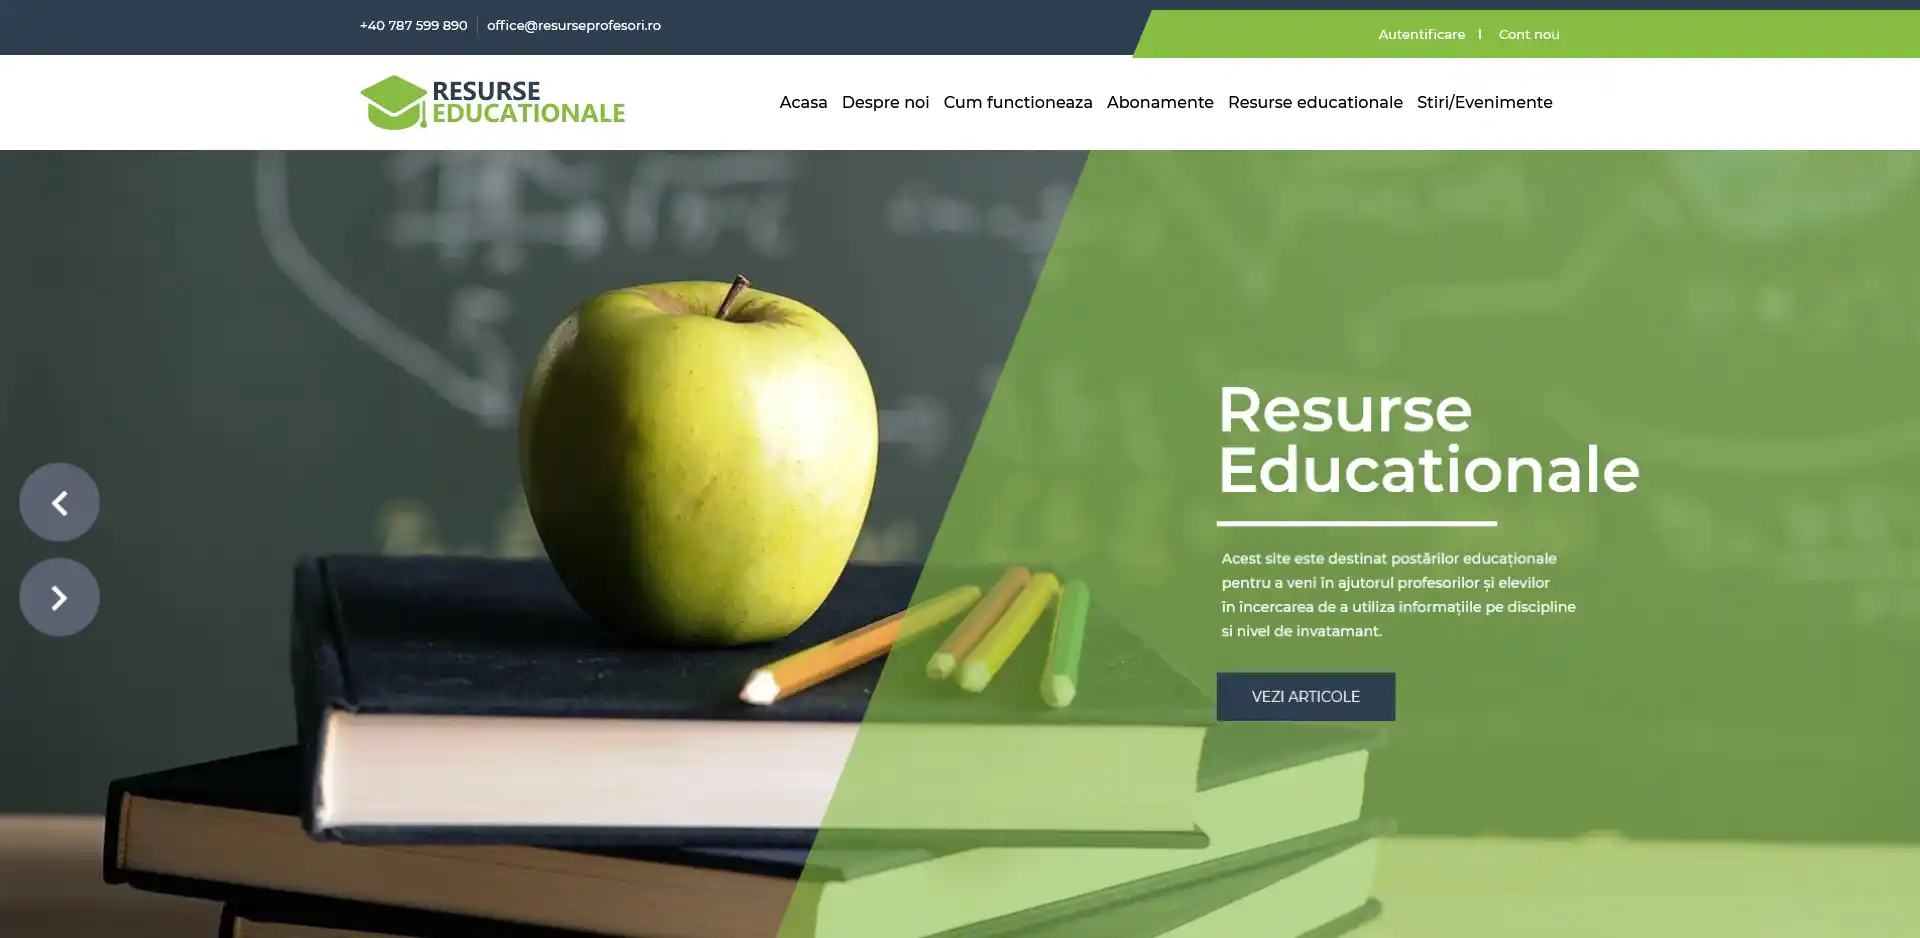 +40 787 599 890 office@resurseprofesori.ro
Autentificare | Cont nou
RESURSE
EDUCATIONALE
Acasa Despre noi Cum functioneaza Abonamente Resurse educationale Stiri/Evenimente
Resurse
Educationale
Acest site este destinat postărilor educaționale
pentru a veni în ajutorul profesorilor și elevilor
în încercarea de a utiliza informațiile pe discipline
si nivel de invatamant.
VEZI ARTICOLE